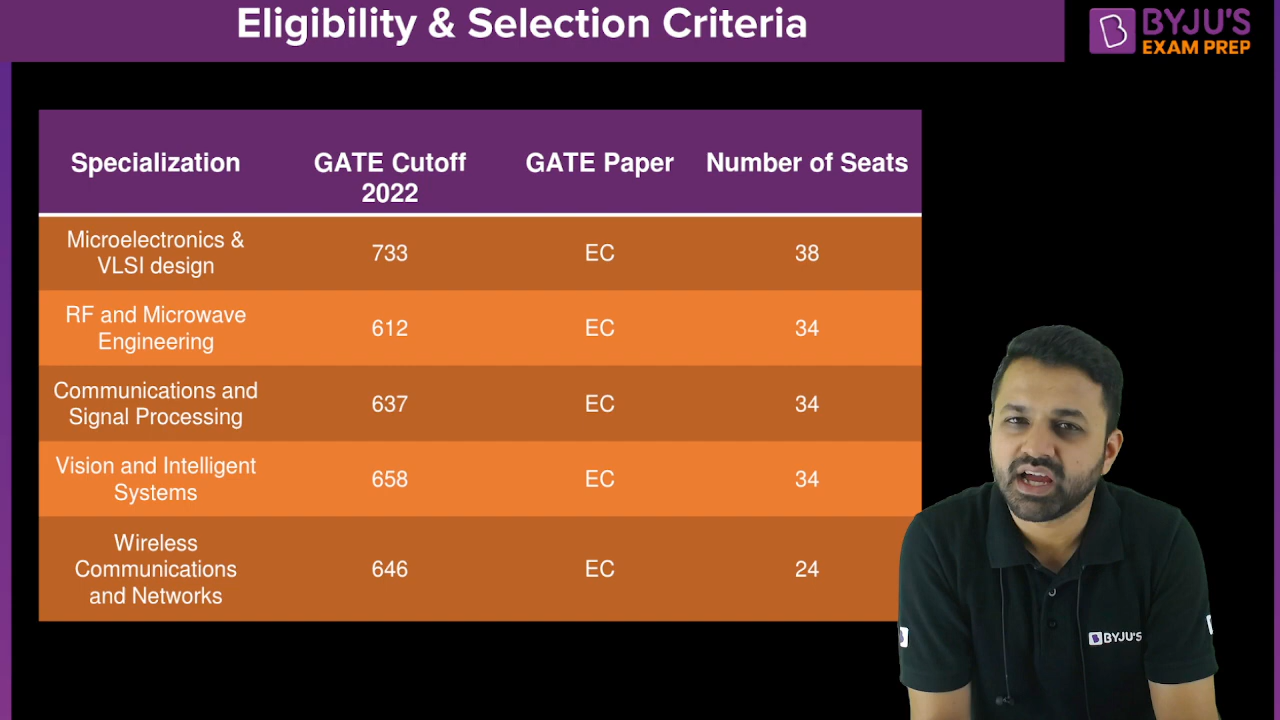 Eligibility & Selection Criteria
BYJU'S
EXAM PREP
Specialization GATE Cutoff 2022 GATE Paper Number of Seats
Microelectronics & VLSI design 733 EC 38
RF and Microwave Engineering 612 EC 34
Communications and Signal Processing 637 EC 34
Vision and Intelligent Systems 658 EC 34
Wireless Communications and Networks 646 EC 24
BYJU'S